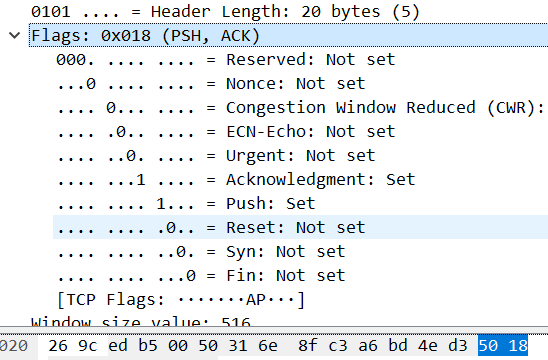 0101 .... = Header Length: 20 bytes (5)
Flags: 0x018 (PSH, ACK)
000. .... .... = Reserved: Not set
...0 .... .... = Nonce: Not set
.... 0... .... = Congestion Window Reduced (CWR):
.... .0.. .... = ECN-Echo: Not set
.... ..0. .... = Urgent: Not set
.... ...1 .... = Acknowledgment: Set
.... .... 1... = Push: Set
.... .... .0.. = Reset: Not set
.... .... ..0. = Syn: Not set
.... .... ...0 = Fin: Not set
[TCP Flags: ·······AP···]
Window size value: 516
020 26 9c ed b5 00 50 31 6e 8f c3 a6 bd 4e d3 50 18